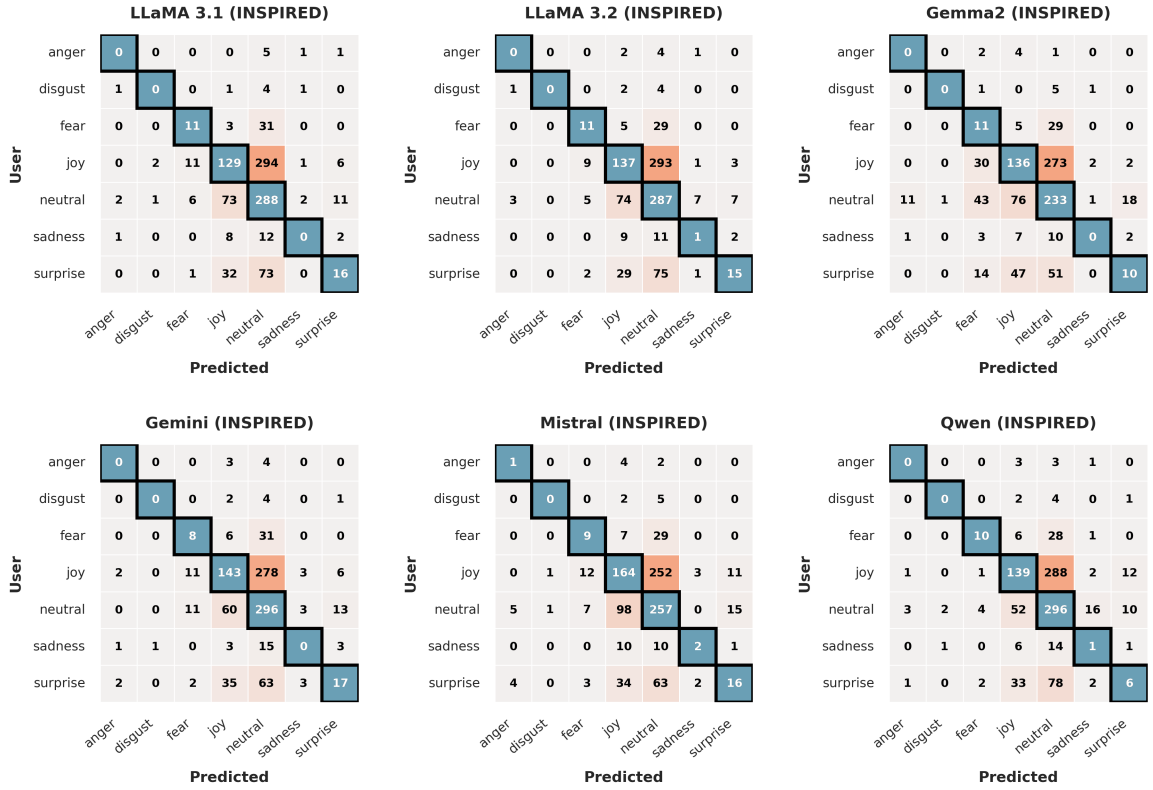 LLaMA 3.1 (INSPIRED)
User
anger 0 0 0 0 5 1 1
disgust 1 0 0 1 4 1 0
fear 0 0 11 3 31 0 0
joy 0 2 11 129 294 1 6
neutral 2 1 6 73 288 2 11
sadness 1 0 0 8 12 0 2
surprise 0 0 1 32 73 0 16
anger disgust fear joy neutral sadness surprise
Predicted
LLaMA 3.2 (INSPIRED)
User
anger 0 0 0 2 4 1 0
disgust 1 0 0 2 4 0 0
fear 0 0 11 5 29 0 0
joy 0 0 9 137 293 1 3
neutral 3 0 5 74 287 7 7
sadness 0 0 0 9 11 1 2
surprise 0 0 2 29 75 1 15
anger disgust fear joy neutral sadness surprise
Predicted
Gemma2 (INSPIRED)
User
anger 0 0 2 4 1 0 0
disgust 0 0 1 0 5 1 0
fear 0 0 11 5 29 0 0
joy 0 0 30 136 273 2 2
neutral 11 1 43 76 233 1 18
sadness 1 0 3 7 10 0 2
surprise 0 0 14 47 51 0 10
anger disgust fear joy neutral sadness surprise
Predicted
Gemini (INSPIRED)
User
anger 0 0 0 3 4 0 0
disgust 0 0 0 2 4 0 1
fear 0 0 8 6 31 0 0
joy 2 0 11 143 278 3 6
neutral 0 0 11 60 296 3 13
sadness 1 1 0 3 15 0 3
surprise 2 0 2 35 63 3 17
anger disgust fear joy neutral sadness surprise
Predicted
Mistral (INSPIRED)
User
anger 1 0 0 4 2 0 0
disgust 0 0 0 2 5 0 0
fear 0 0 9 7 29 0 0
joy 0 1 12 164 252 3 11
neutral 5 1 7 98 257 0 15
sadness 0 0 0 10 10 2 1
surprise 4 0 3 34 63 2 16
anger disgust fear joy neutral sadness surprise
Predicted
Qwen (INSPIRED)
User
anger 0 0 0 3 3 1 0
disgust 0 0 0 2 4 0 1
fear 0 0 10 6 28 1 0
joy 1 0 1 139 288 2 12
neutral 3 2 4 52 296 16 10
sadness 0 1 0 6 14 1 1
surprise 1 0 2 33 78 2 6
anger disgust fear joy neutral sadness surprise
Predicted